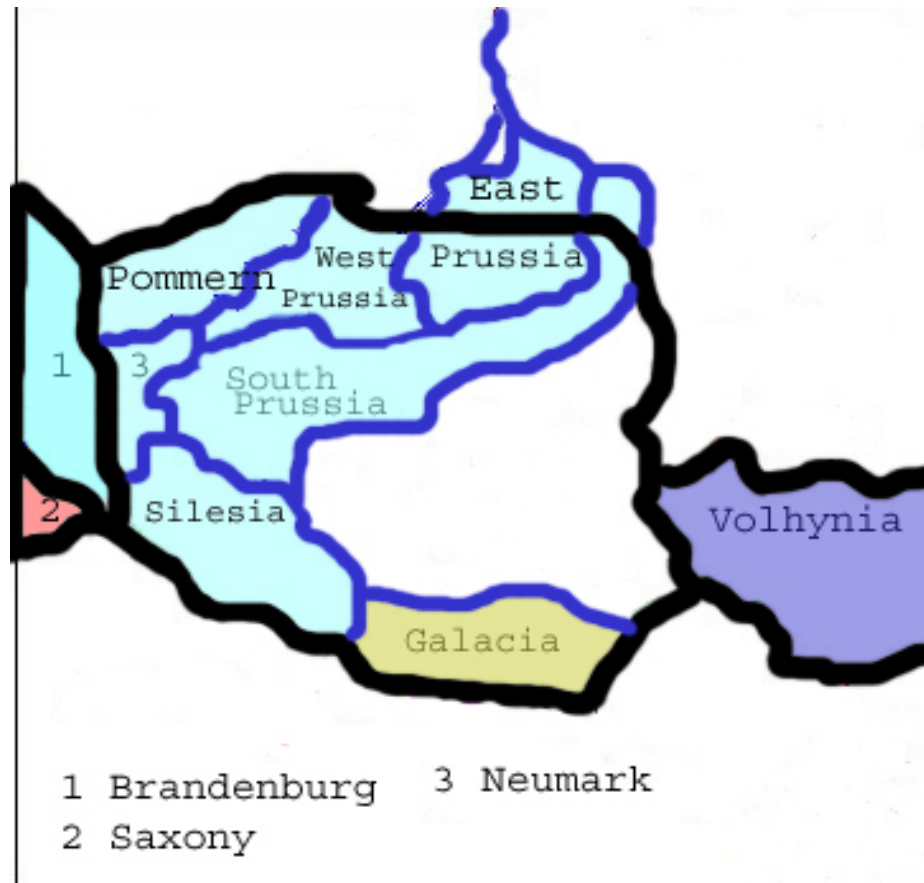 East
West Prussia
Pommern
Prussia
1
3
South
Prussia
2
Silesia
Volhynia
Galacia
1 Brandenburg
3 Neumark
2 Saxony